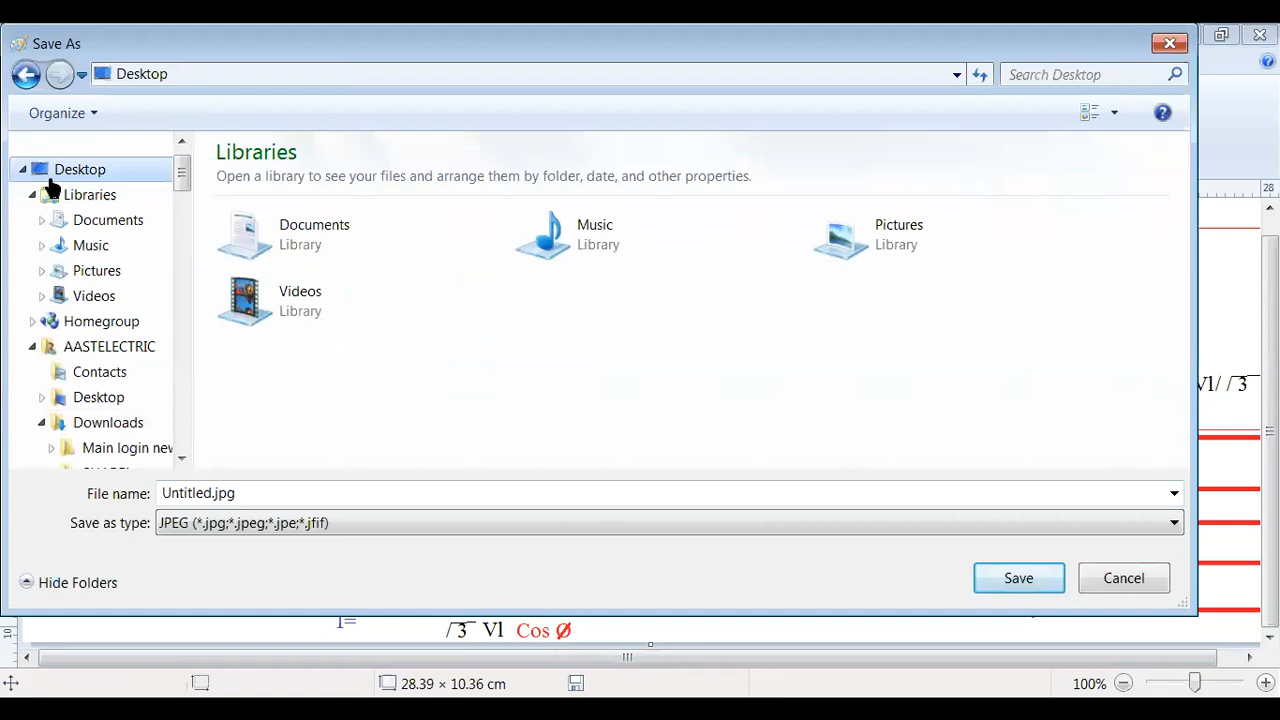 Save As
Desktop
Search Desktop
Organize
Desktop
Libraries
Documents
Music
Pictures
Videos
Homegroup
AASTELECTRIC
Contacts
Desktop
Downloads
Main login new
Libraries
Open a library to see your files and arrange them by folder, date, and other properties.
Documents
Library
Music
Library
Pictures
Library
Videos
Library
File name: Untitled.jpg
Save as type: JPEG (*.jpg;*.jpeg;*.jpe;*.jfif)
Hide Folders
Save
Cancel
28
Vl/ /3
10
I=
/3 Vl Cos Ø
28.39 × 10.36 cm
100%